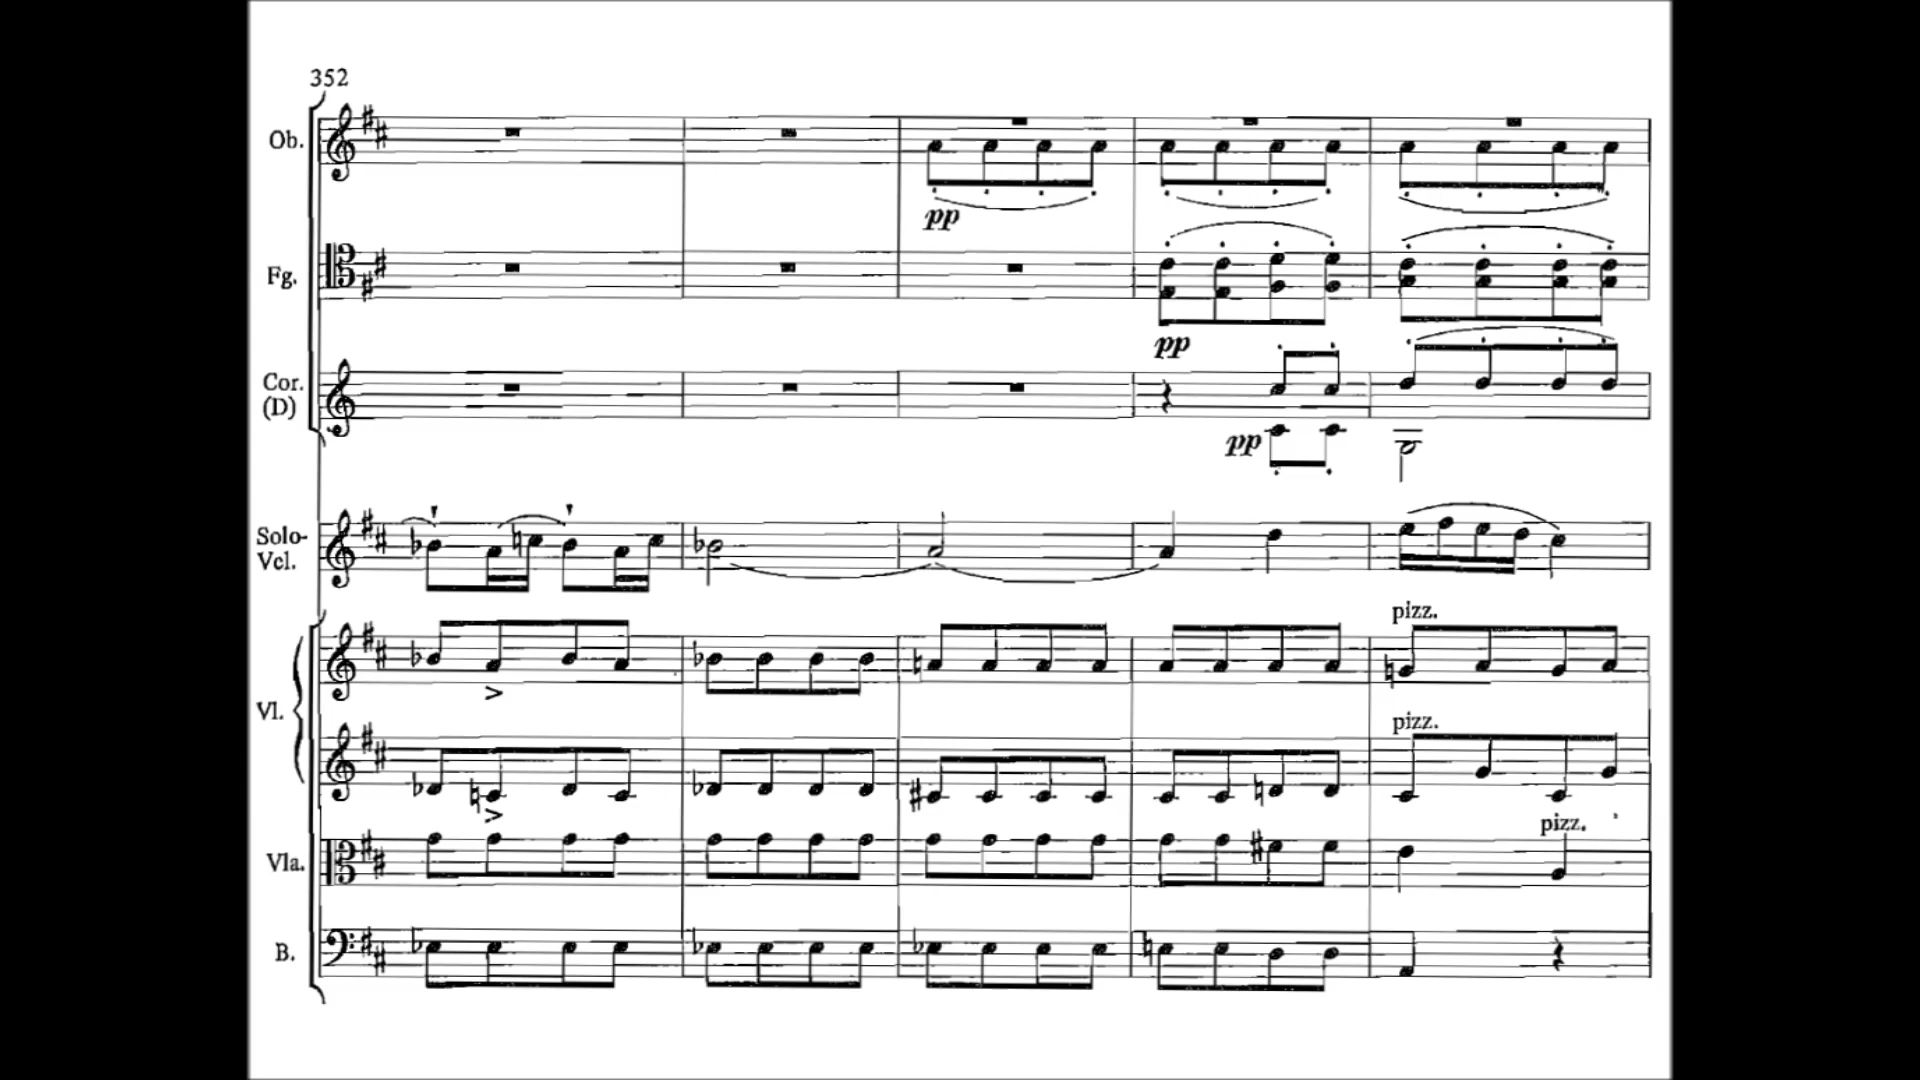 352
Ob.
pp
Fg.
pp
Cor.
(D)
pp
Solo-
Vcl.
pizz.
Vl.
pizz.
pizz.
Vla.
B.